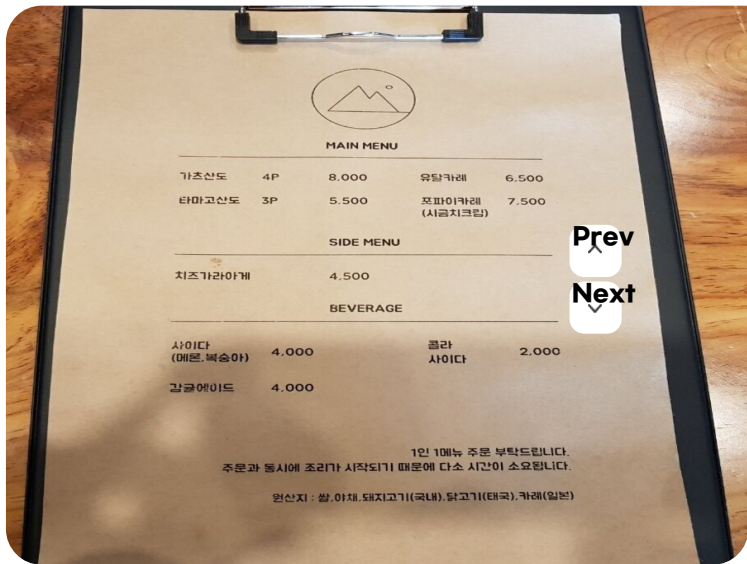 MAIN MENU
가츠산도 4P 8,000 유달카레 6,500
타마고산도 3P 5,500 포파이카레 7,500
(시금치크림)
SIDE MENU
Prev
치즈가라아게 4,500
Next
BEVERAGE
사이다 콜라
(메론,복숭아) 4,000 사이다 2,000
감귤에이드 4,000
1인 1메뉴 주문 부탁드립니다.
주문과 동시에 조리가 시작되기 때문에 다소 시간이 소요됩니다.
원산지 : 쌀,야채,돼지고기(국내),닭고기(태국),카레(일본)